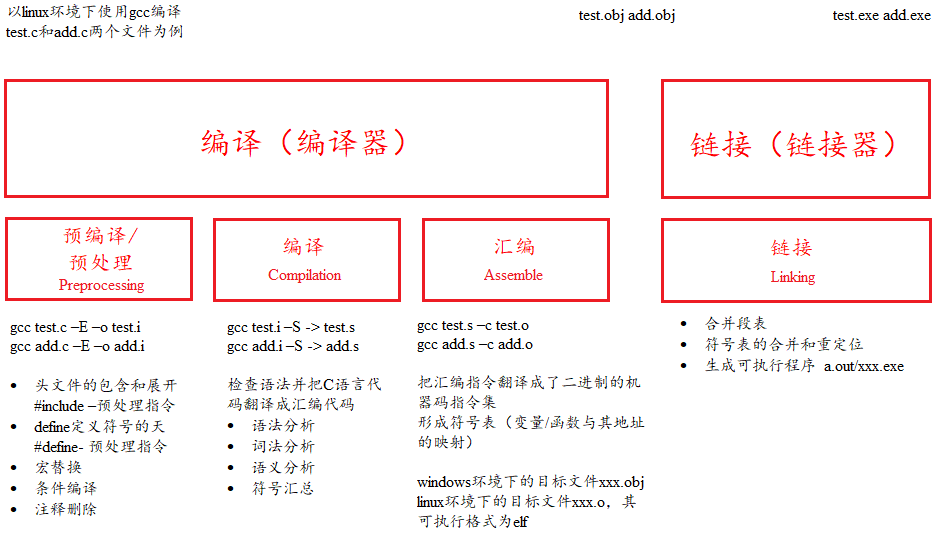 以linux环境下使用gcc编译
test.c和add.c两个文件为例
test.obj add.obj
test.exe add.exe
编译（编译器）
链接（链接器）
预编译/
预处理
Preprocessing
编译
Compilation
汇编
Assemble
链接
Linking
gcc test.c –E –o test.i
gcc add.c –E –o add.i
• 头文件的包含和展开
#include –预处理指令
• define定义符号的天
#define- 预处理指令
• 宏替换
• 条件编译
• 注释删除
gcc test.i –S -> test.s
gcc add.i –S -> add.s
检查语法并把C语言代
码翻译成汇编代码
• 语法分析
• 词法分析
• 语义分析
• 符号汇总
gcc test.s –c test.o
gcc add.s –c add.o
把汇编指令翻译成了二进制的机
器码指令集
形成符号表（变量/函数与其地址
的映射）
windows环境下的目标文件xxx.obj
linux环境下的目标文件xxx.o，其
可执行格式为elf
• 合并段表
• 符号表的合并和重定位
• 生成可执行程序 a.out/xxx.exe